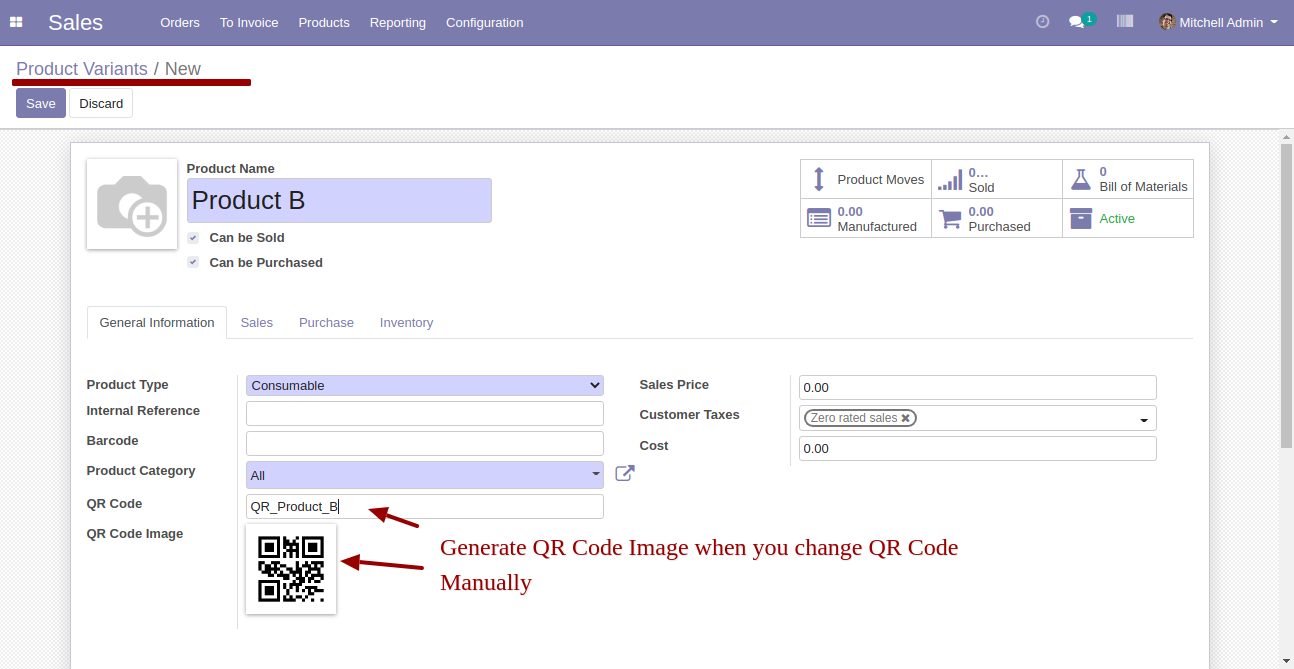 Sales Orders To Invoice Products Reporting Configuration 1 Mitchell Admin
Product Variants / New
Save Discard
Product Name
Product B
Can be Sold
Can be Purchased
Product Moves
0...
Sold
0
Bill of Materials
0.00
Manufactured
0.00
Purchased
Active
General Information Sales Purchase Inventory
Product Type Consumable
Internal Reference
Barcode
Product Category All
QR Code QR_Product_B
QR Code Image
Sales Price 0.00
Customer Taxes Zero rated sales
Cost 0.00
Generate QR Code Image when you change QR Code
Manually